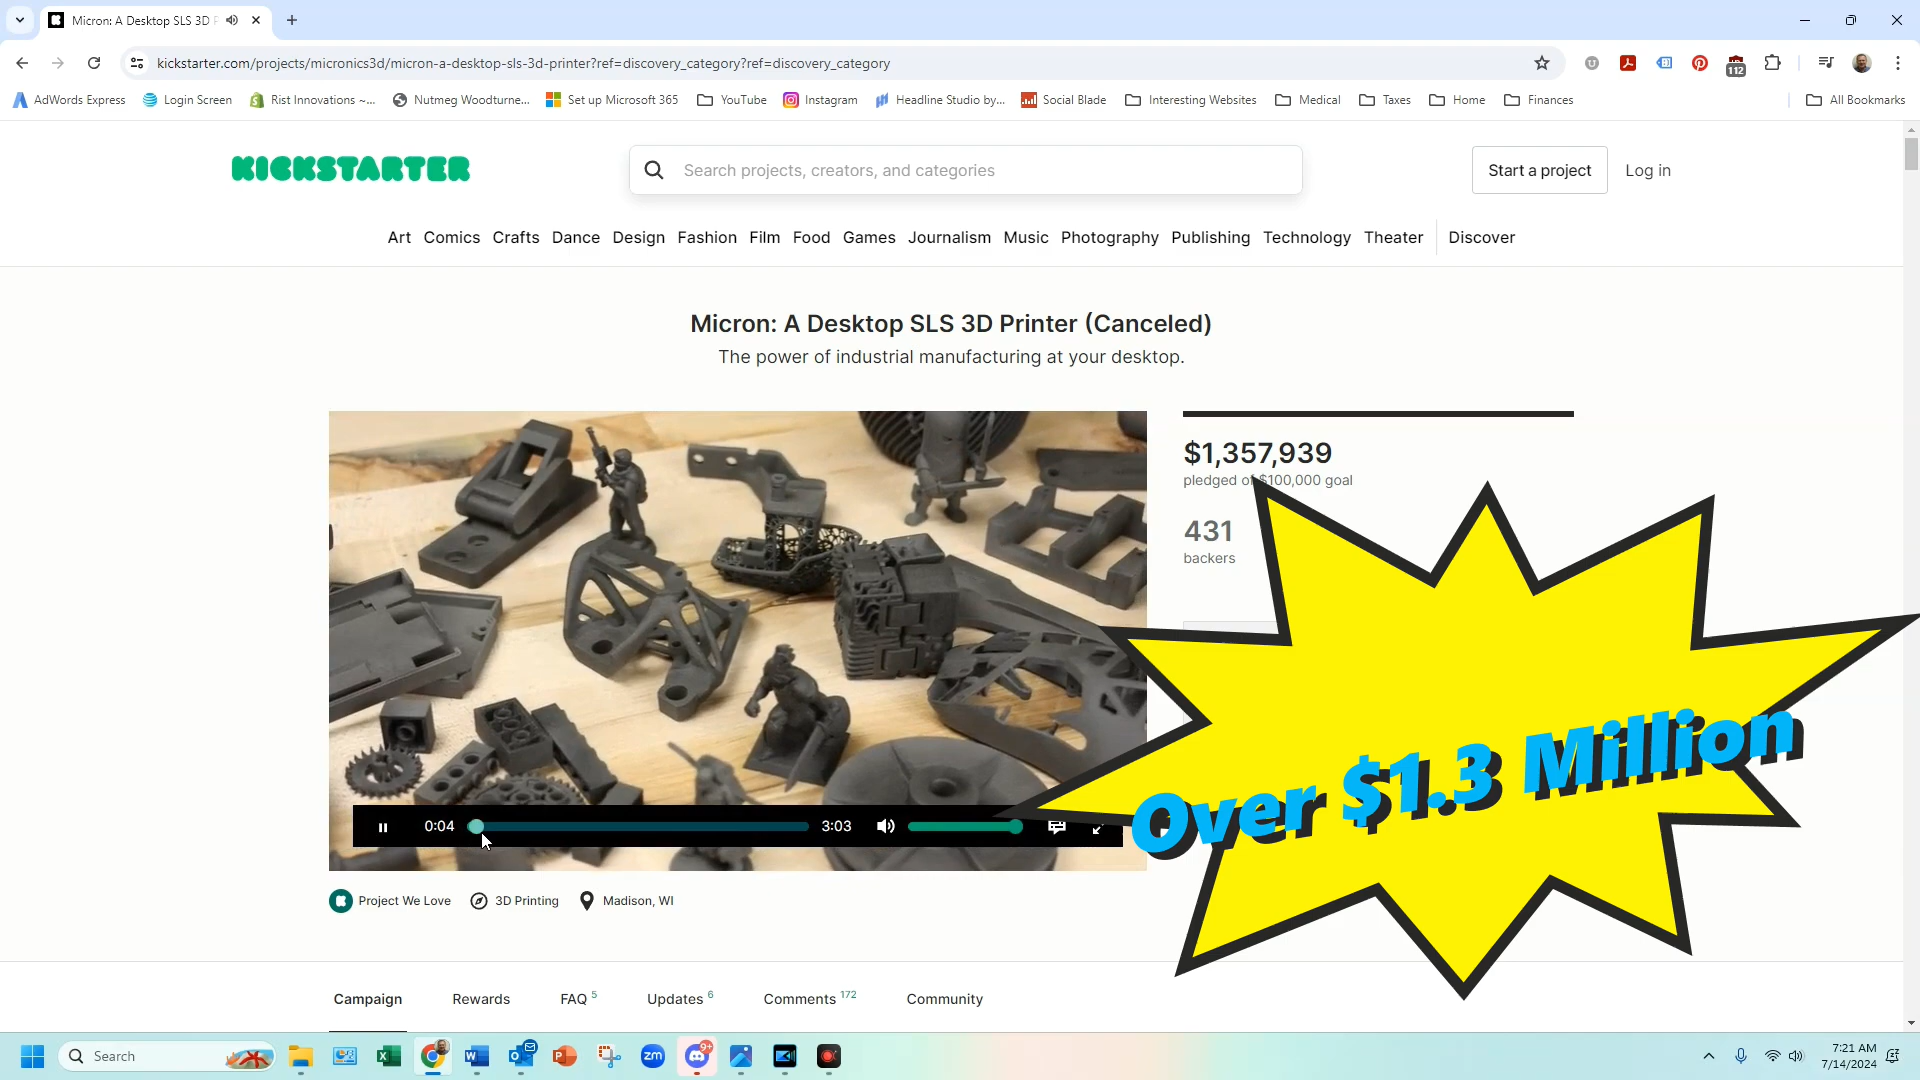 Micron: A Desktop SLS 3D P
kickstarter.com/projects/micronics3d/micron-a-desktop-sls-3d-printer?ref=discovery_category?ref=discovery_category
112
AdWords Express Login Screen Rist Innovations ~... Nutmeg Woodturne... Set up Microsoft 365 YouTube Instagram Headline Studio by... Social Blade Interesting Websites Medical Taxes Home Finances All Bookmarks
KICKSTARTER
Search projects, creators, and categories
Start a project Log in
Art Comics Crafts Dance Design Fashion Film Food Games Journalism Music Photography Publishing Technology Theater Discover
Micron: A Desktop SLS 3D Printer (Canceled)
The power of industrial manufacturing at your desktop.
$1,357,939
pledged of $100,000 goal
431
backers
Over $1.3 Million
0:04 3:03
Project We Love 3D Printing Madison, WI
Campaign Rewards FAQ 5 Updates 6 Comments 172 Community
Search
zm
9+
7:21 AM
7/14/2024